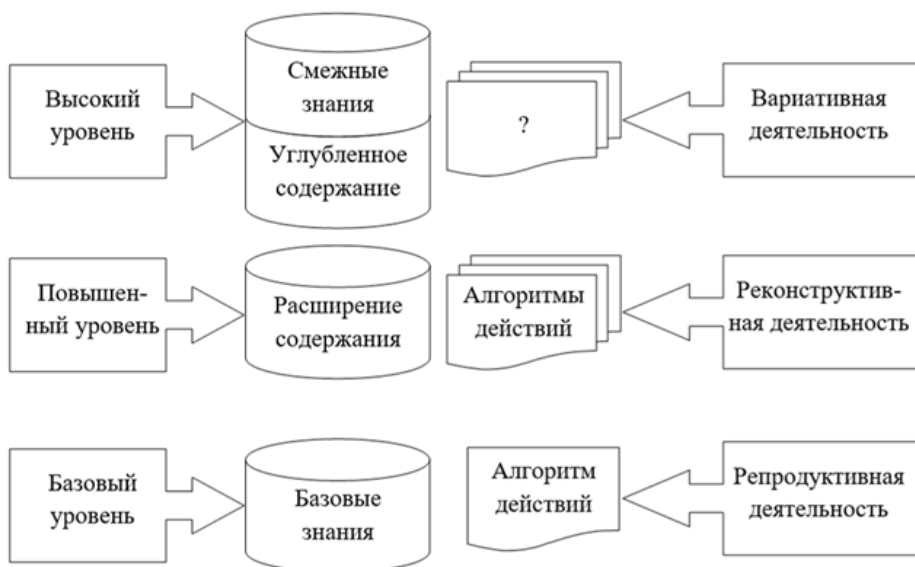 Высокий
уровень
Смежные
знания
Углубленное
содержание
?
Вариативная
деятельность
Повышен-
ный уровень
Расширение
содержания
Алгоритмы
действий
Реконструктив-
ная деятельность
Базовый
уровень
Базовые
знания
Алгоритм
действий
Репродуктивная
деятельность